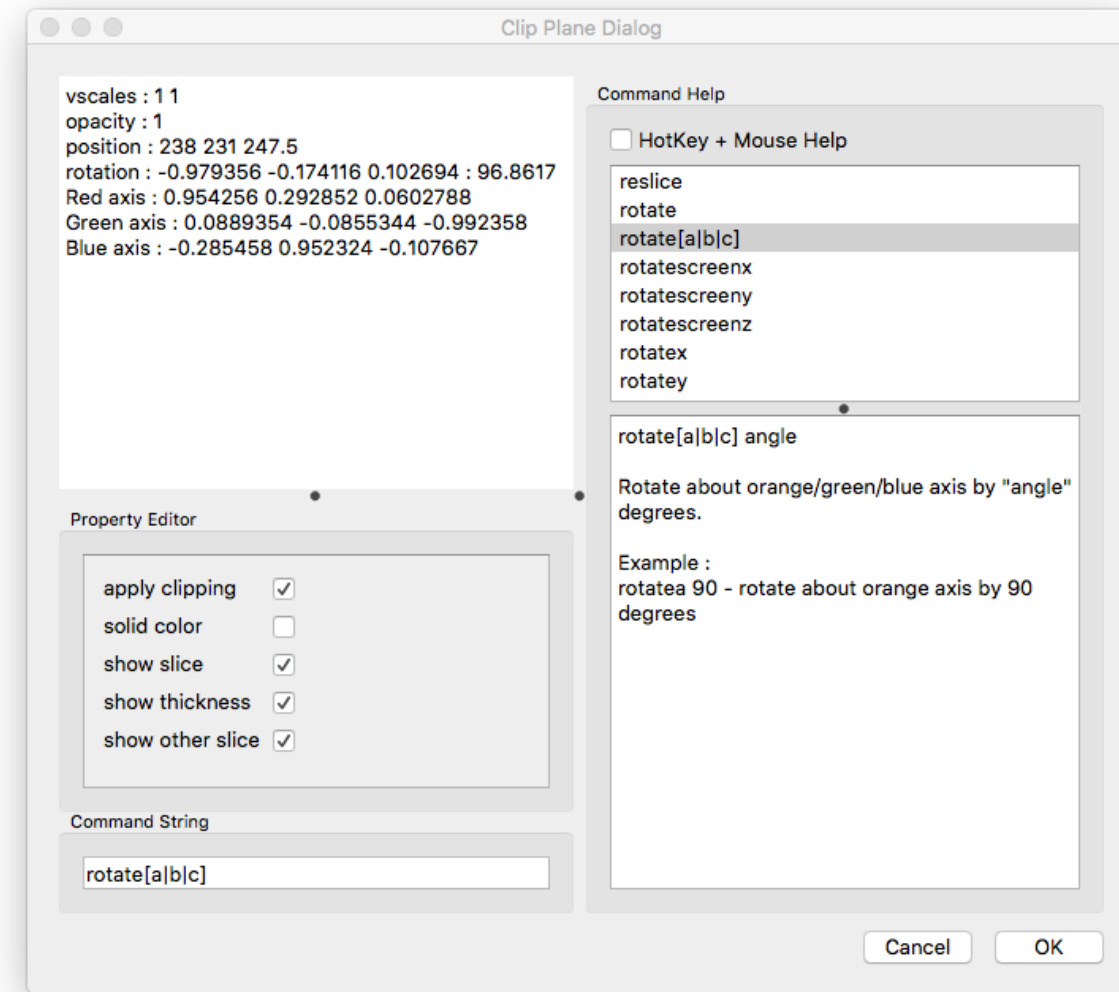 Clip Plane Dialog
vscales : 1 1
opacity : 1
position : 238 231 247.5
rotation : -0.979356 -0.174116 0.102694 : 96.8617
Red axis : 0.954256 0.292852 0.0602788
Green axis : 0.0889354 -0.0855344 -0.992358
Blue axis : -0.285458 0.952324 -0.107667
Property Editor
apply clipping
solid color
show slice
show thickness
show other slice
Command String
rotate[a|b|c]
Command Help
HotKey + Mouse Help
reslice
rotate
rotate[a|b|c]
rotatescreenx
rotatescreeny
rotatescreenz
rotatex
rotatey
rotate[a|b|c] angle
Rotate about orange/green/blue axis by "angle"
degrees.
Example :
rotatea 90 - rotate about orange axis by 90
degrees
Cancel
OK